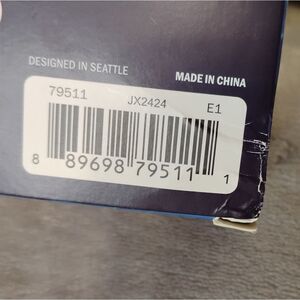 DESIGNED IN SEATTLE
MADE IN CHINA
79511 JX2424 E1
8 89698 79511 1